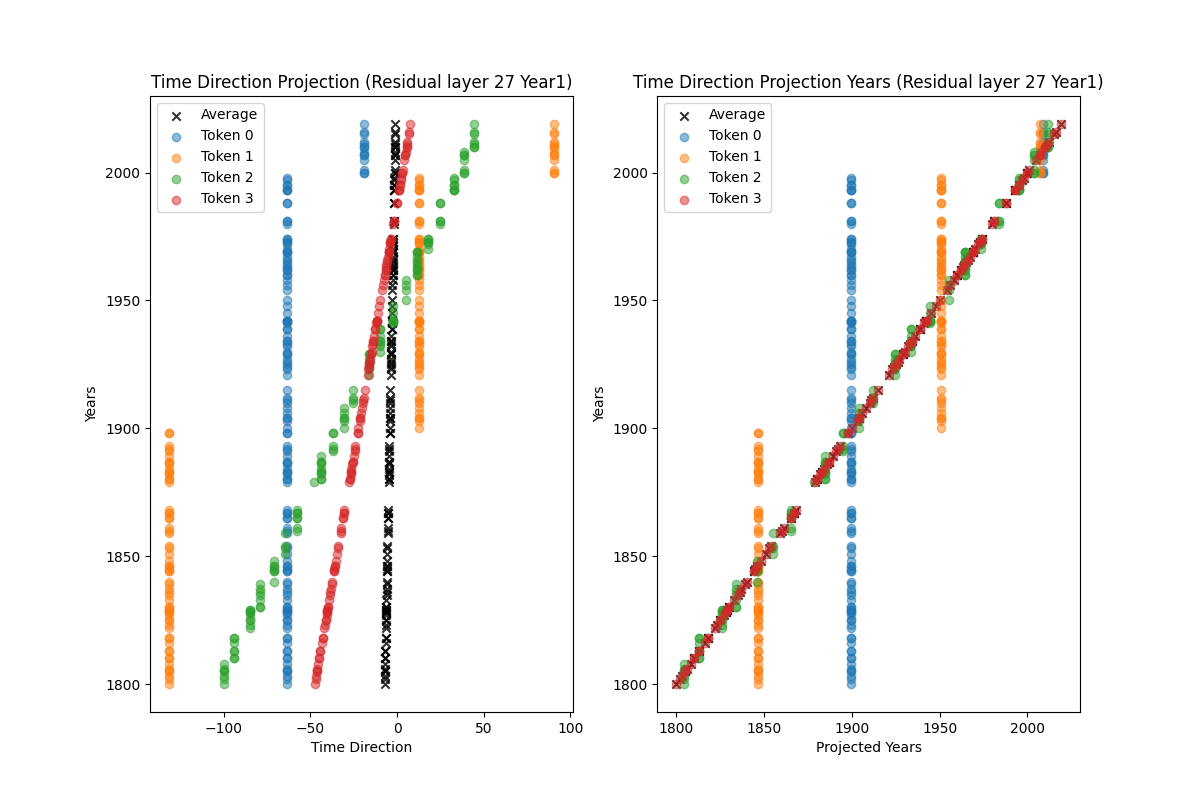 Time Direction Projection (Residual layer 27 Year1)
Average
Token 0
Token 1
Token 2
Token 3
Years
2000
1950
1900
1850
1800
−100
−50
0
50
100
Time Direction
Time Direction Projection Years (Residual layer 27 Year1)
Average
Token 0
Token 1
Token 2
Token 3
Years
2000
1950
1900
1850
1800
1800
1850
1900
1950
2000
Projected Years